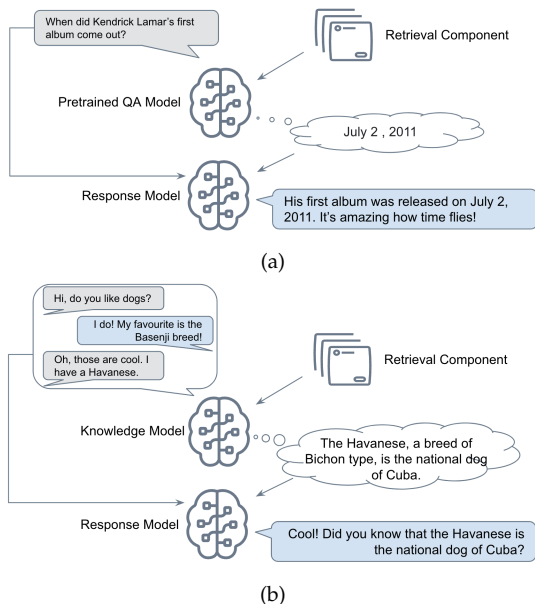 When did Kendrick Lamar's first
album come out?
Retrieval Component
Pretrained QA Model
July 2 , 2011
Response Model
His first album was released on July 2,
2011. It's amazing how time flies!
(a)
Hi, do you like dogs?
I do! My favourite is the
Basenji breed!
Oh, those are cool. I
have a Havanese.
Retrieval Component
Knowledge Model
The Havanese, a breed of
Bichon type, is the national dog
of Cuba.
Response Model
Cool! Did you know that the Havanese is
the national dog of Cuba?
(b)